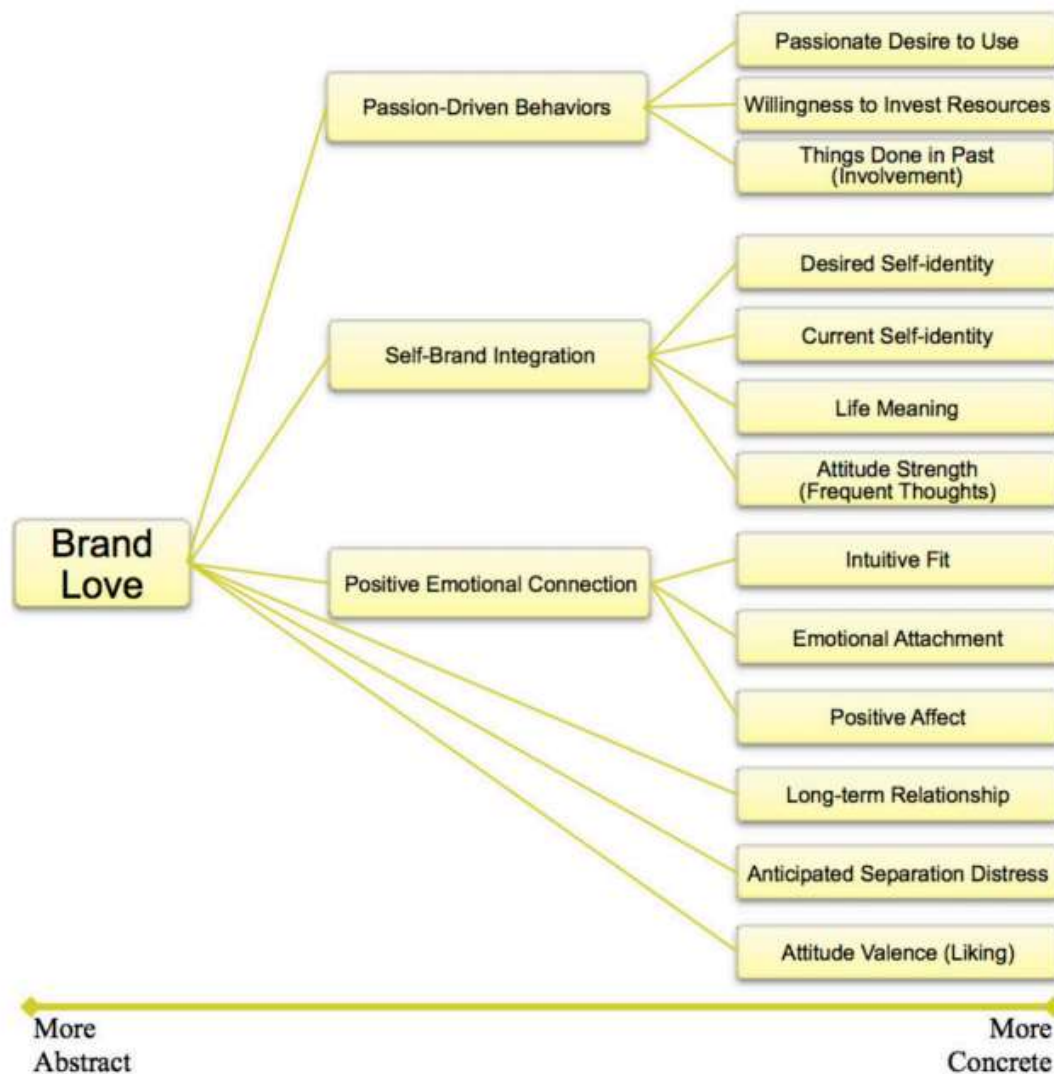 Passionate Desire to Use
Passion-Driven Behaviors
Willingness to Invest Resources
Things Done in Past
(Involvement)
Desired Self-identity
Self-Brand Integration
Current Self-identity
Life Meaning
Attitude Strength
(Frequent Thoughts)
Brand
Love
Positive Emotional Connection
Intuitive Fit
Emotional Attachment
Positive Affect
Long-term Relationship
Anticipated Separation Distress
Attitude Valence (Liking)
More
Abstract
More
Concrete